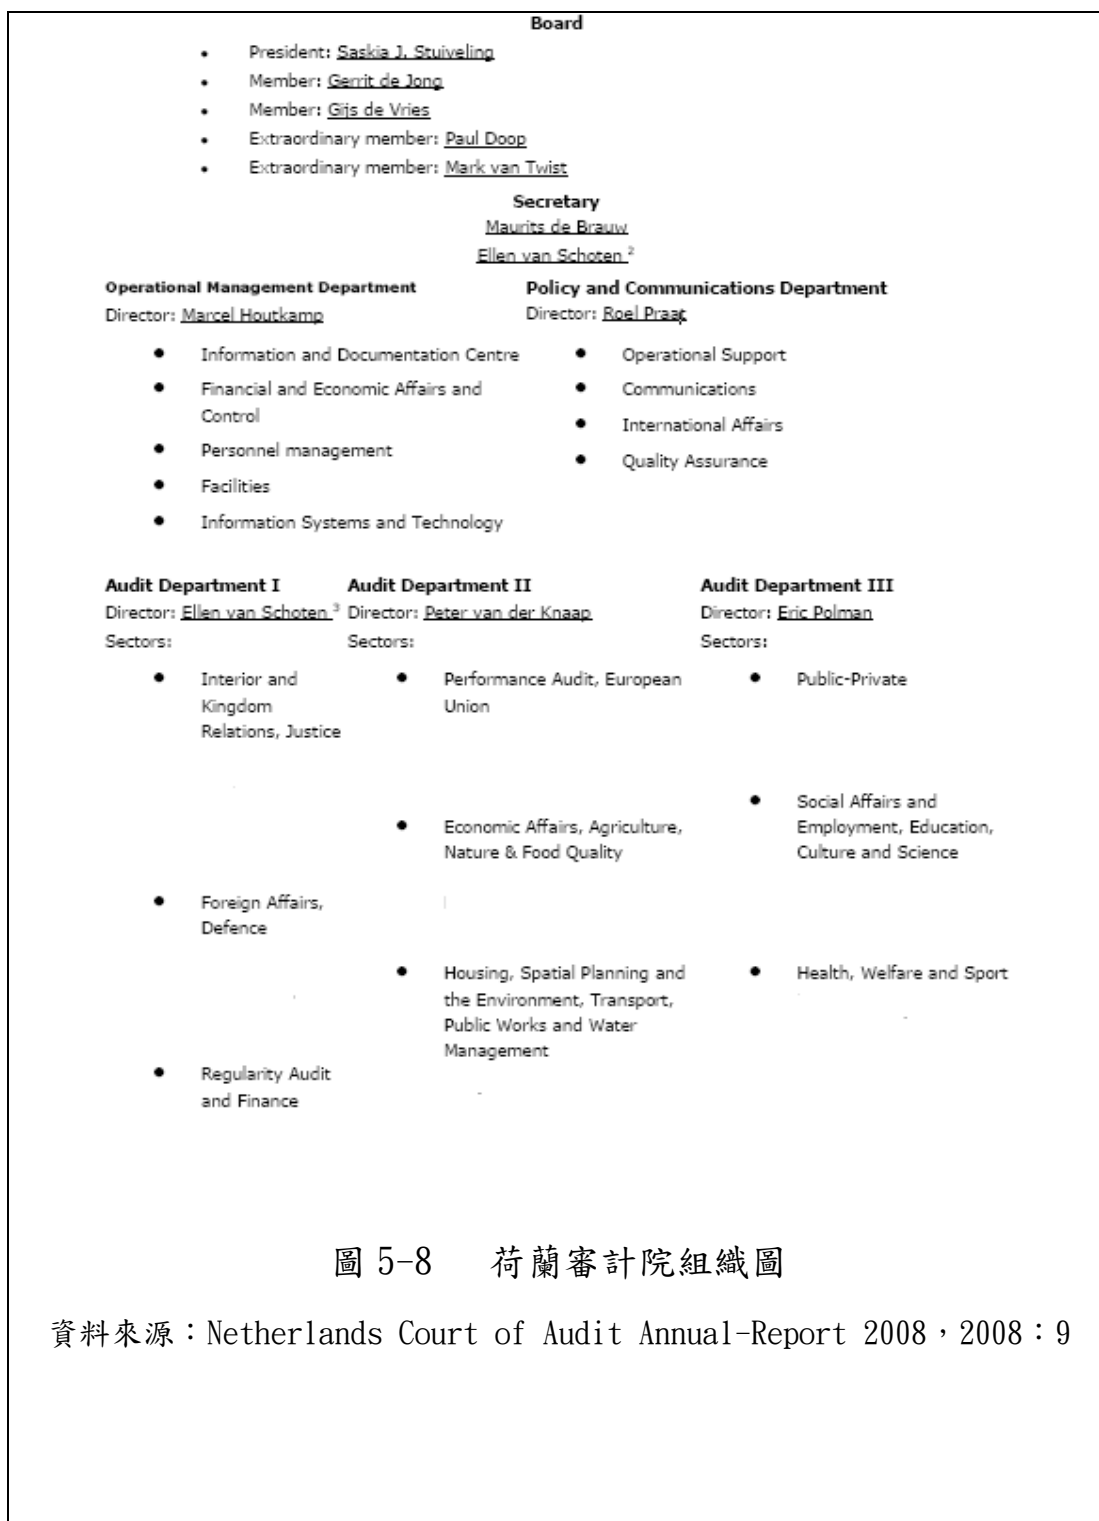 Board
• President: Saskia J. Stuiveling
• Member: Gerrit de Jong
• Member: Gijs de Vries
• Extraordinary member: Paul Doop
• Extraordinary member: Mark van Twist
Secretary
Maurits de Brauw
Ellen van Schoten 2
Operational Management Department
Director: Marcel Houtkamp
• Information and Documentation Centre
• Financial and Economic Affairs and
Control
• Personnel management
• Facilities
• Information Systems and Technology
Policy and Communications Department
Director: Roel Praat
• Operational Support
• Communications
• International Affairs
• Quality Assurance
Audit Department I
Director: Ellen van Schoten 3
Sectors:
• Interior and
Kingdom
Relations, Justice
• Foreign Affairs,
Defence
• Regularity Audit
and Finance
Audit Department II
Director: Peter van der Knaap
Sectors:
• Performance Audit, European
Union
• Economic Affairs, Agriculture,
Nature & Food Quality
• Housing, Spatial Planning and
the Environment, Transport,
Public Works and Water
Management
Audit Department III
Director: Eric Polman
Sectors:
• Public-Private
• Social Affairs and
Employment, Education,
Culture and Science
• Health, Welfare and Sport
圖 5-8 荷蘭審計院組織圖
資料來源：Netherlands Court of Audit Annual-Report 2008，2008：9